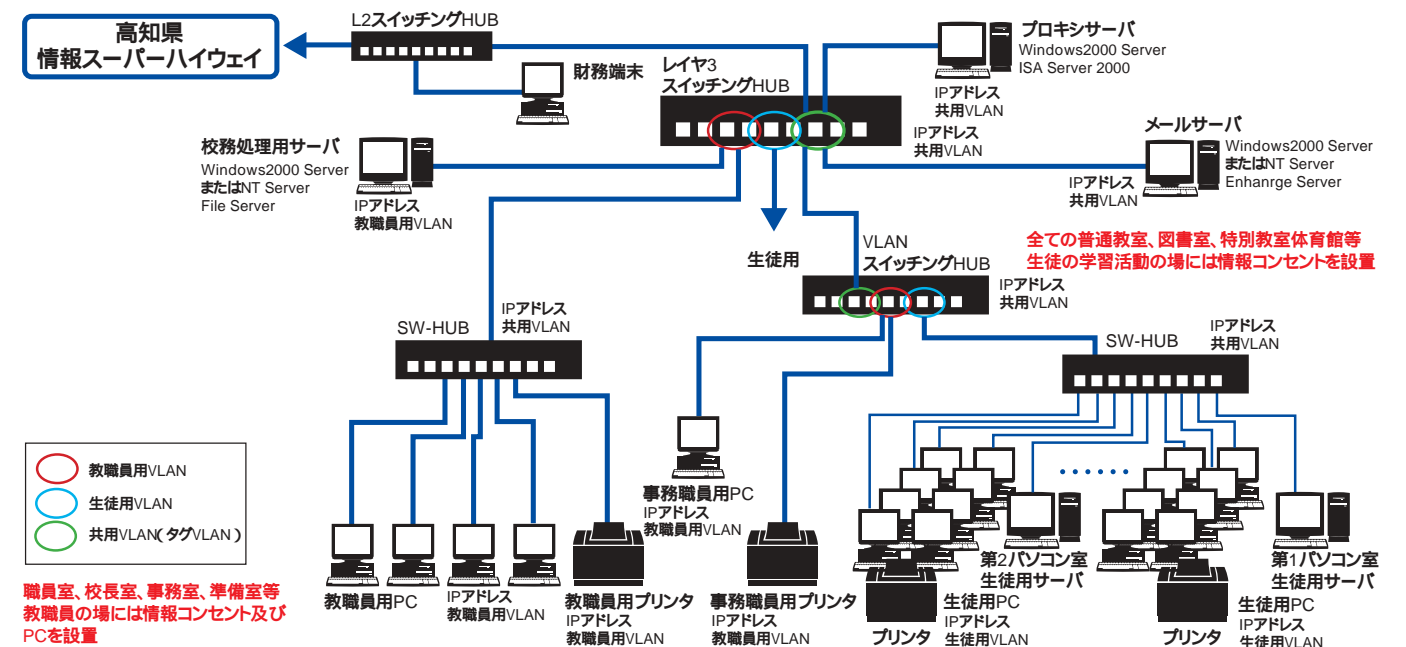 高知県
情報スーパーハイウェイ
L2スイッチングHUB
財務端末
レイヤ3
スイッチングHUB
IPアドレス
共用VLAN
プロキシサーバ
Windows2000 Server
ISA Server 2000
IPアドレス
共用VLAN
メールサーバ
Windows2000 Server
またはNT Server
Enhanrge Server
IPアドレス
共用VLAN
校務処理用サーバ
Windows2000 Server
またはNT Server
File Server
IPアドレス
教職員用VLAN
生徒用
VLAN
スイッチングHUB
IPアドレス
共用VLAN
全ての普通教室、図書室、特別教室体育館等
生徒の学習活動の場には情報コンセントを設置
SW-HUB
IPアドレス
共用VLAN
SW-HUB
IPアドレス
共用VLAN
教職員用VLAN
生徒用VLAN
共用VLAN(タグVLAN)
職員室、校長室、事務室、準備室等
教職員の場には情報コンセント及び
PCを設置
教職員用PC
IPアドレス
教職員用VLAN
教職員用プリンタ
IPアドレス
教職員用VLAN
事務職員用PC
IPアドレス
教職員用VLAN
事務職員用プリンタ
IPアドレス
教職員用VLAN
プリンタ
第2パソコン室
生徒用サーバ
生徒用PC
IPアドレス
生徒用VLAN
プリンタ
第1パソコン室
生徒用サーバ
生徒用PC
IPアドレス
生徒用VLAN